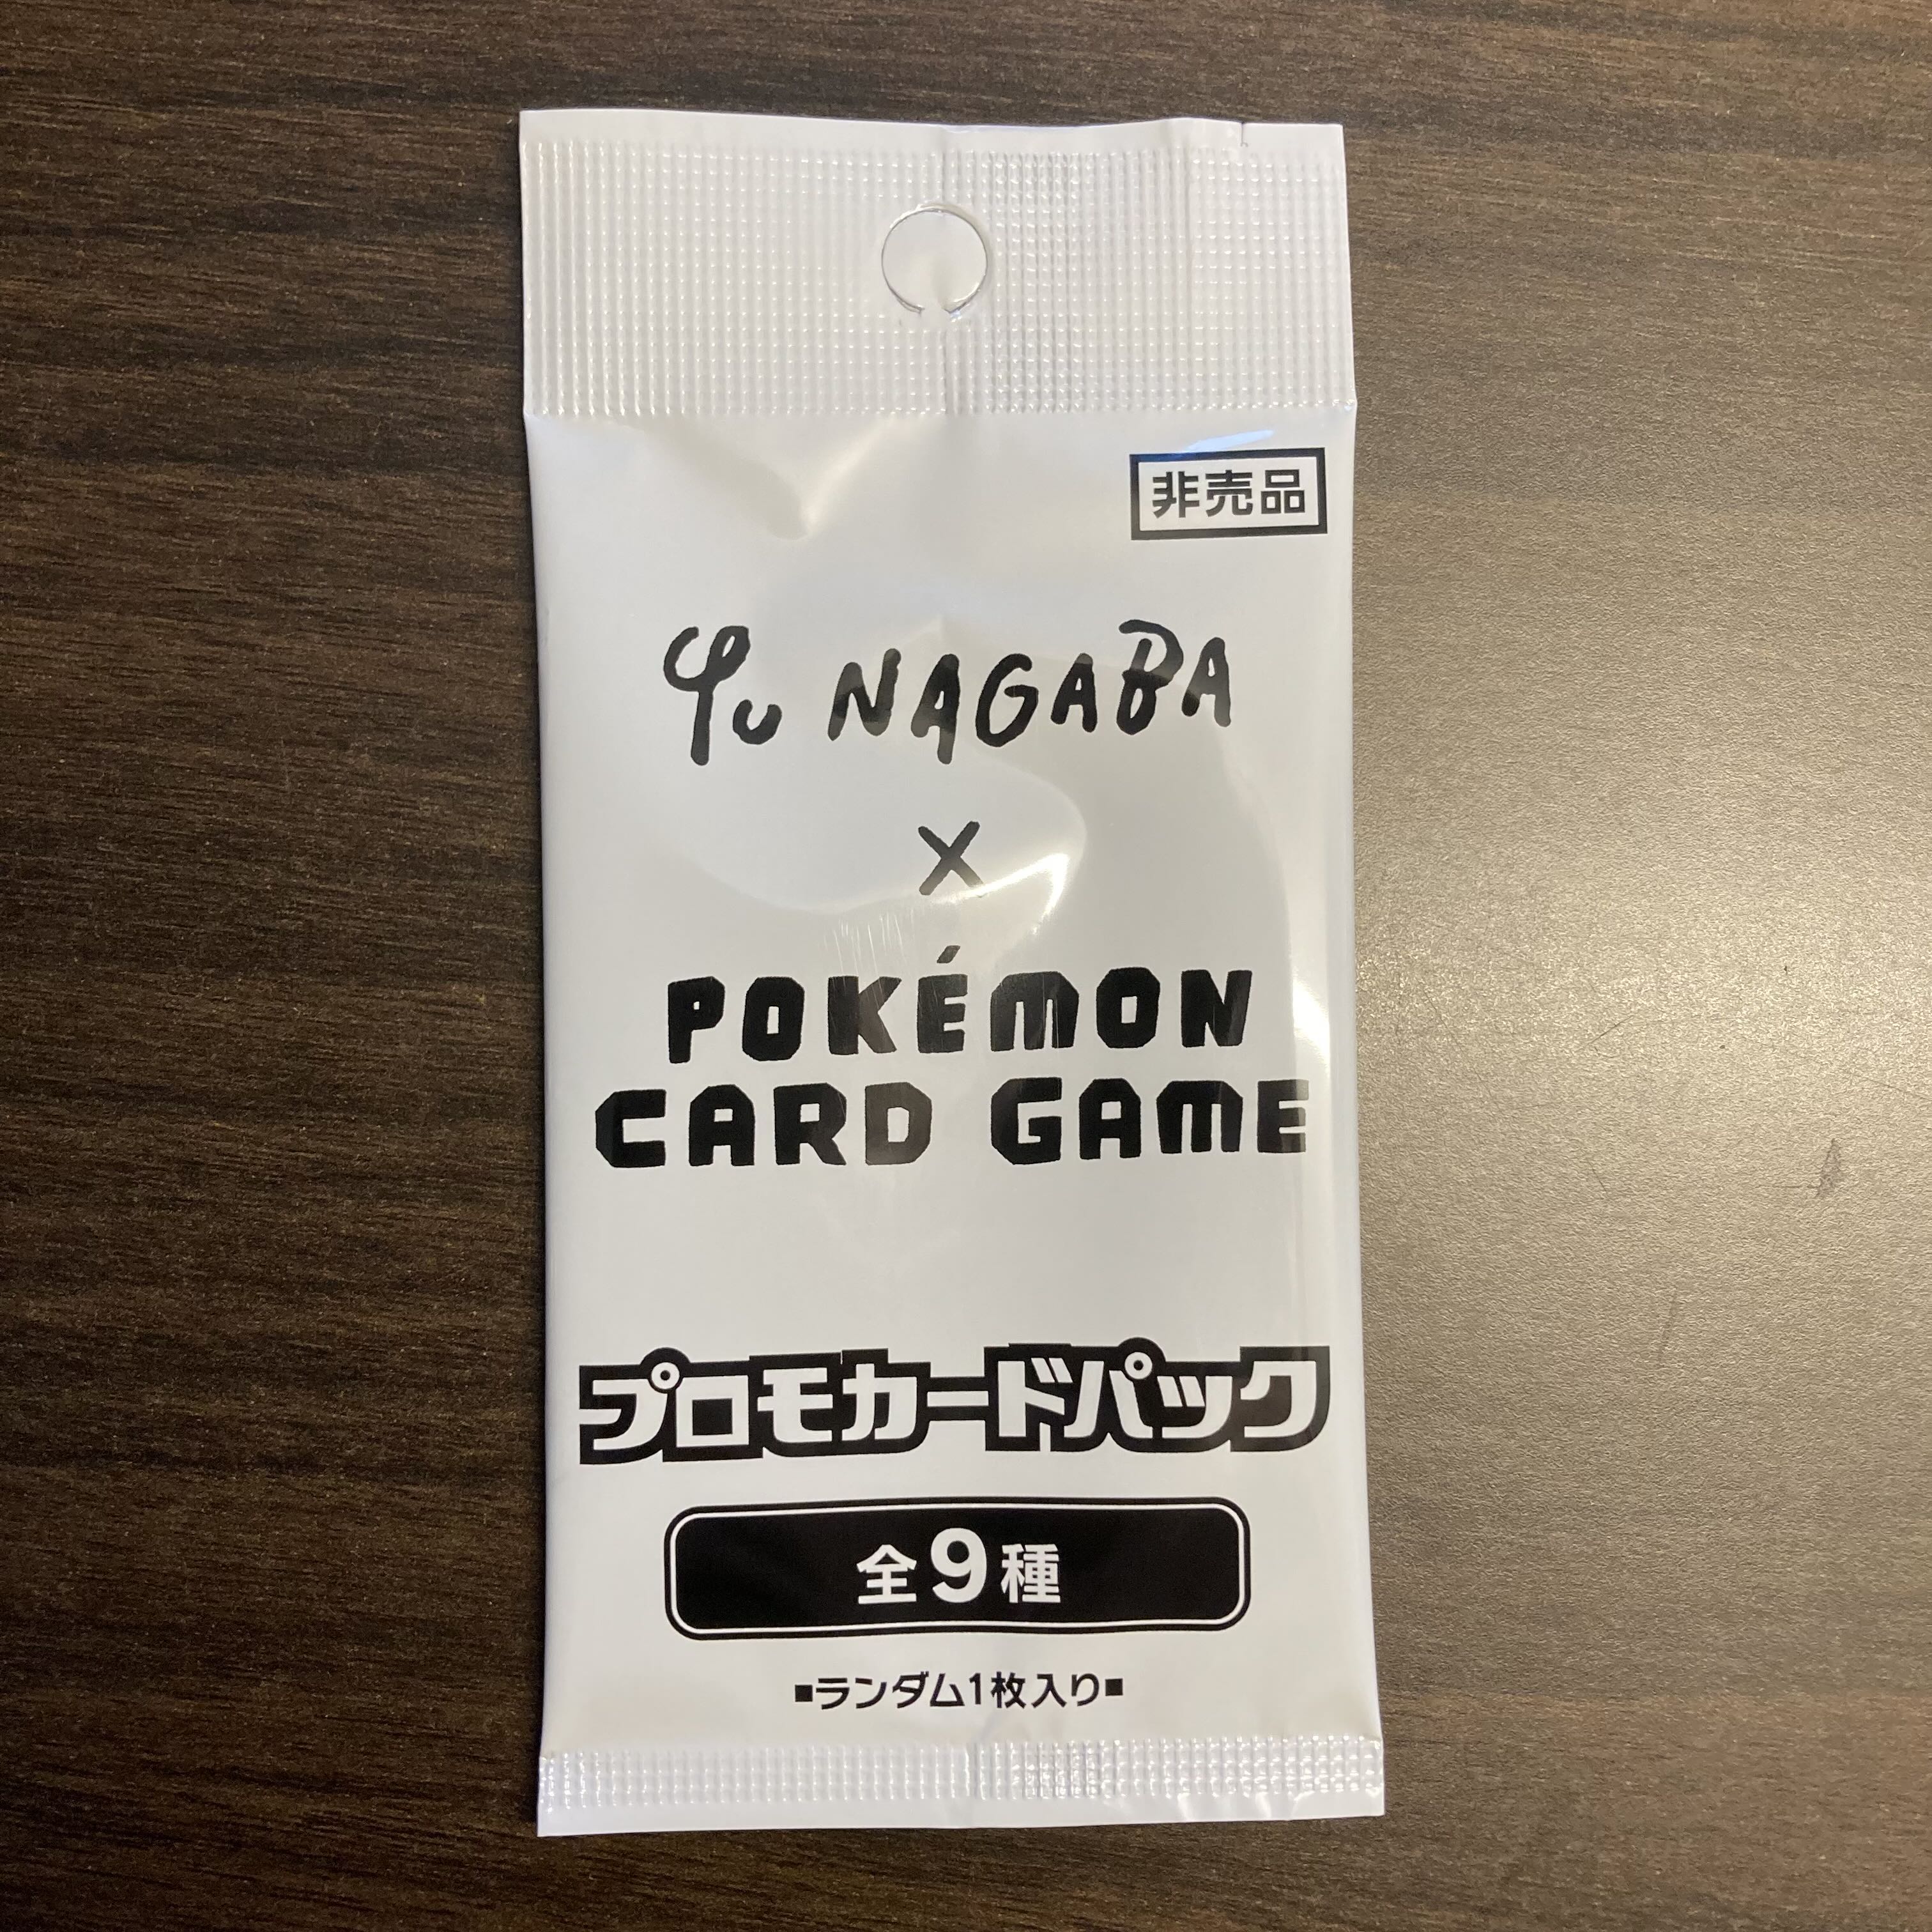 非売品
Yu NAGABA
×
POKÉMON
CARD GAME
プロモカードパック
全9種
■ランダム1枚入り■